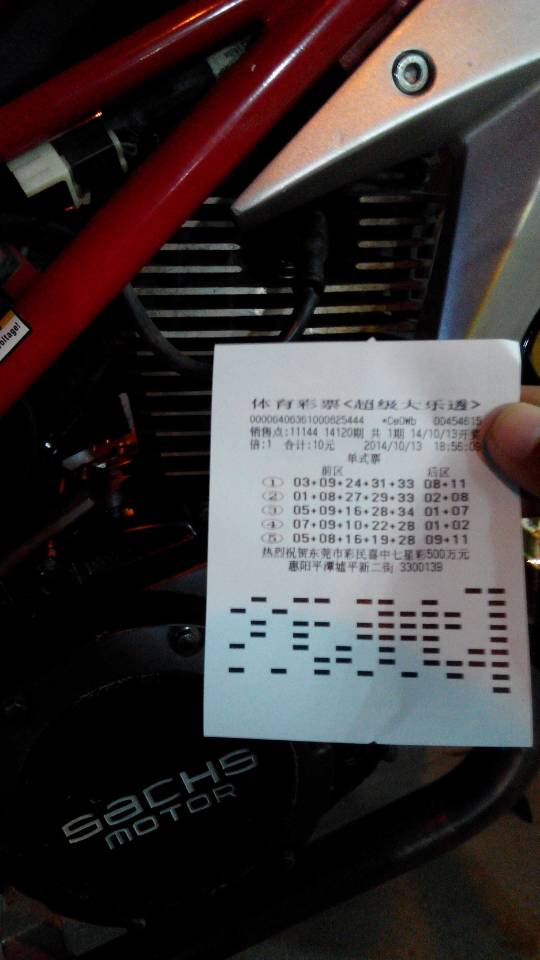 oltage!
体育彩票<超级大乐透>
00006406361000825444 *CeOWb 00454615
销售点:11144 14120期 共 1期 14/10/13开奖
倍:1 合计:10元 2014/10/13 18:56:09
单式票
前区 后区
① 03+09+24+31+33 08+11
② 01+08+27+29+33 02+08
③ 05+09+16+28+34 01+07
④ 07+09+10+22+28 01+02
⑤ 05+08+16+19+28 09+11
热烈祝贺东莞市彩民喜中七星彩500万元
惠阳平潭墟平新二街 3300139
SACHS
MOTOR